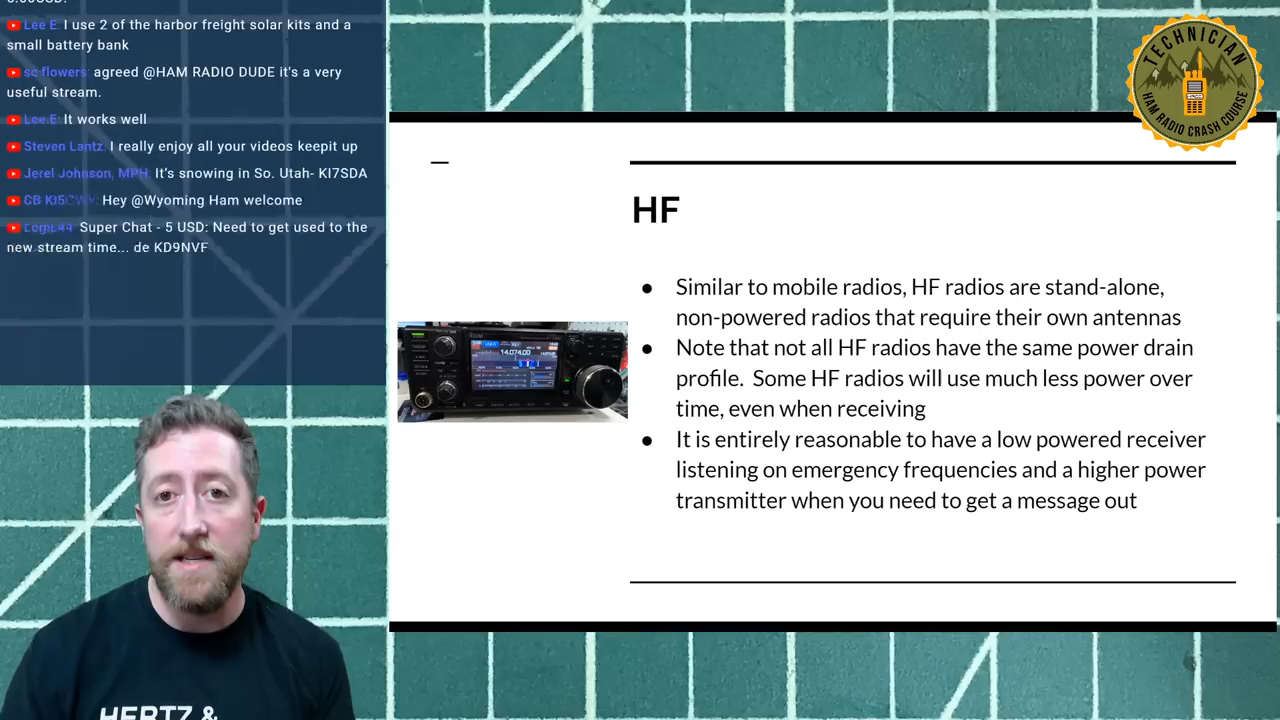 Lee E: I use 2 of the harbor freight solar kits and a
small battery bank
sc flowers: agreed @HAM RADIO DUDE it's a very
useful stream.
Lee E: It works well
Steven Lantz: I really enjoy all your videos keepit up
Jerel Johnson, MPH: It's snowing in So. Utah- KI7SDA
Hey @Wyoming Ham welcome
Super Chat - 5 USD: Need to get used to the
new stream time... de KD9NVF
TECHNICIAN
HAM RADIO CRASH COURSE
HF
● Similar to mobile radios, HF radios are stand-alone,
non-powered radios that require their own antennas
● Note that not all HF radios have the same power drain
profile. Some HF radios will use much less power over
time, even when receiving
● It is entirely reasonable to have a low powered receiver
listening on emergency frequencies and a higher power
transmitter when you need to get a message out
14.074.00
HERTZ &